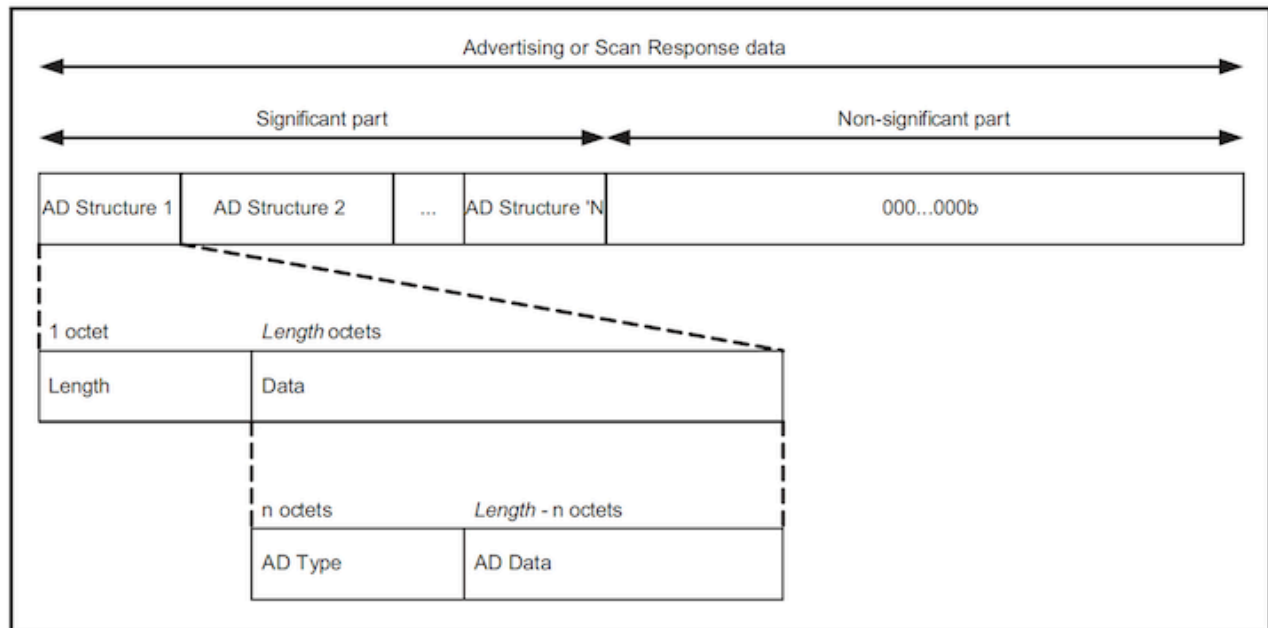 Advertising or Scan Response data
Significant part
Non-significant part
AD Structure 1
AD Structure 2
...
AD Structure 'N
000...000b
1 octet
Length octets
Length
Data
n octets
Length - n octets
AD Type
AD Data